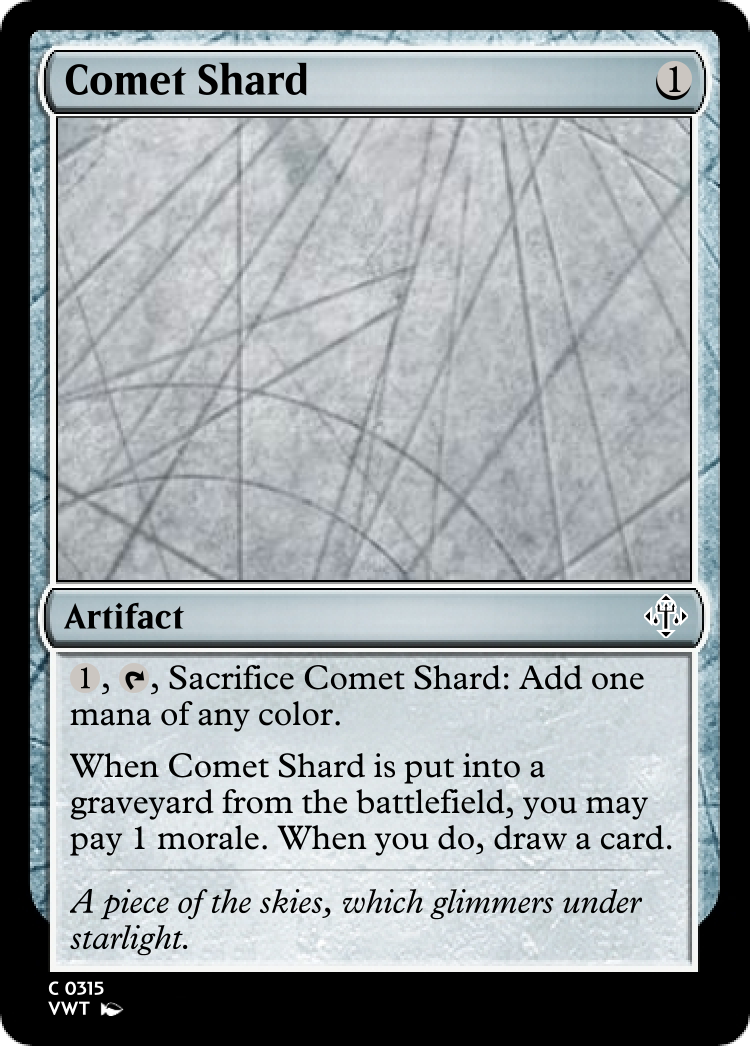 Comet Shard 1
Artifact
1, , Sacrifice Comet Shard: Add one
mana of any color.
When Comet Shard is put into a
graveyard from the battlefield, you may
pay 1 morale. When you do, draw a card.
A piece of the skies, which glimmers under
starlight.
C 0315
VWT